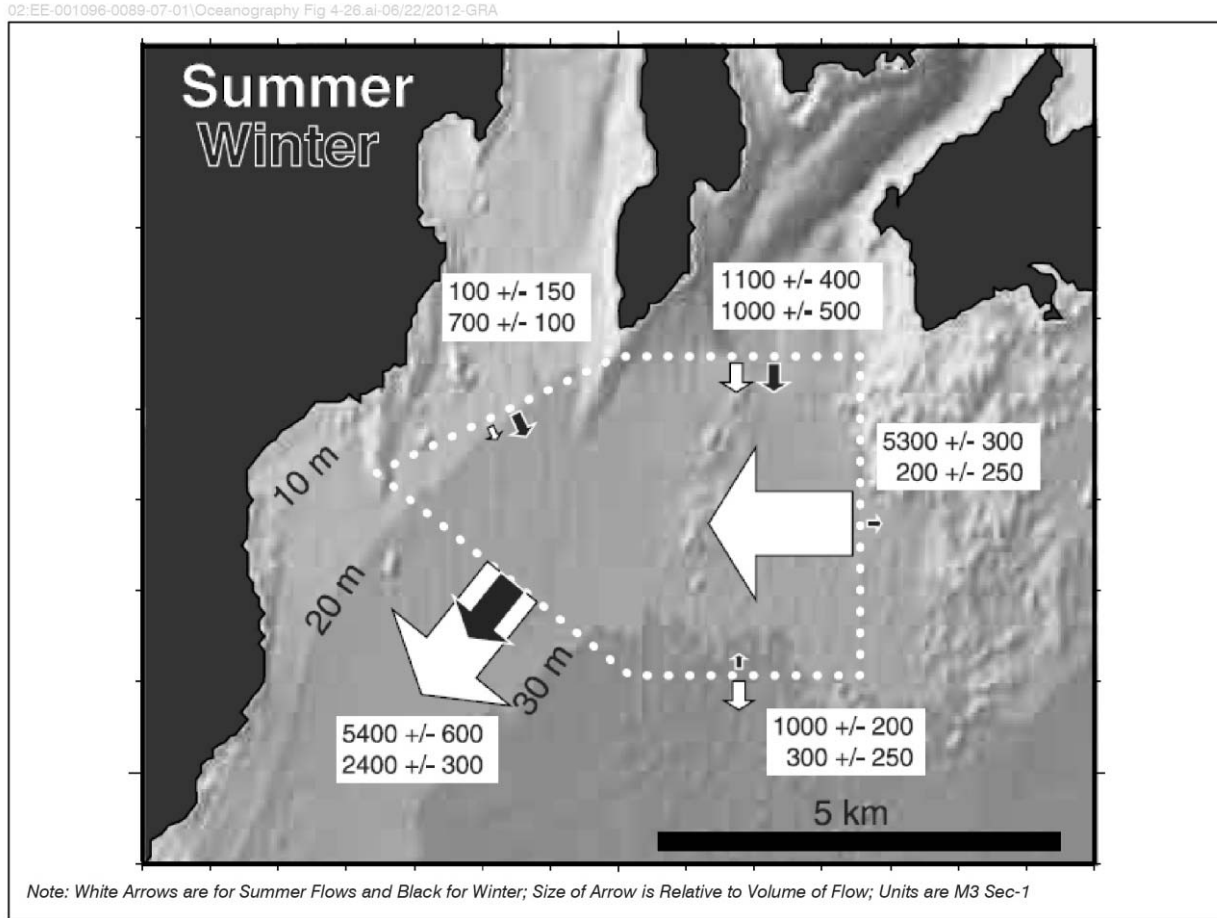 02:EE-001096-0089-07-01\Oceanography Fig 4-26.ai-06/22/2012-GRA
Summer
Winter
100 +/- 150
700 +/- 100
1100 +/- 400
1000 +/- 500
5300 +/- 300
200 +/- 250
10 m
20 m
30 m
5400 +/- 600
2400 +/- 300
1000 +/- 200
300 +/- 250
5 km
Note: White Arrows are for Summer Flows and Black for Winter; Size of Arrow is Relative to Volume of Flow; Units are M3 Sec-1